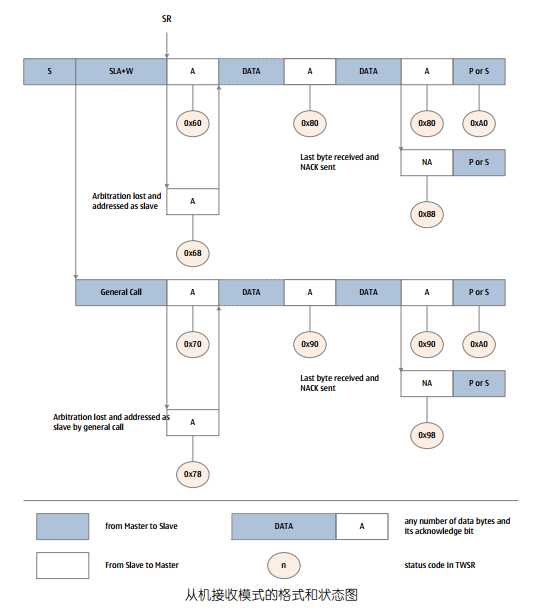 SR
S SLA+W A DATA A DATA A P or S
0x60 0x80 0x80 0xA0
Last byte received and
NACK sent
NA P or S
Arbitration lost and
addressed as slave
A
0x88
0x68
General Call A DATA A DATA A P or S
0x70 0x90 0x90 0xA0
Last byte received and
NACK sent
NA P or S
Arbitration lost and addressed as
slave by general call
A
0x98
0x78
from Master to Slave
DATA A
any number of data bytes and
its acknowledge bit
From Slave to Master
n
status code in TWSR
从机接收模式的格式和状态图